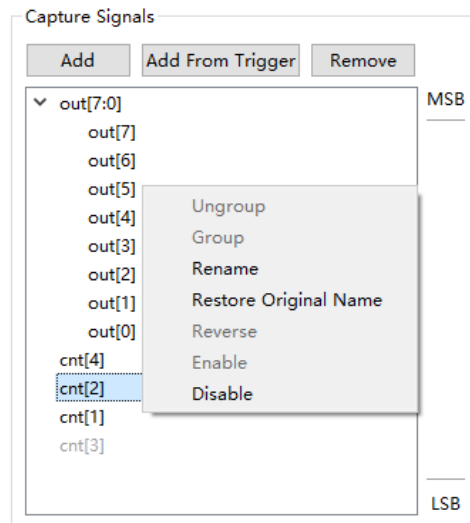 Capture Signals
Add Add From Trigger Remove
MSB
out[7:0]
out[7]
out[6]
out[5]
out[4]
out[3]
out[2]
out[1]
out[0]
cnt[4]
cnt[2]
cnt[1]
cnt[3]
Ungroup
Group
Rename
Restore Original Name
Reverse
Enable
Disable
LSB